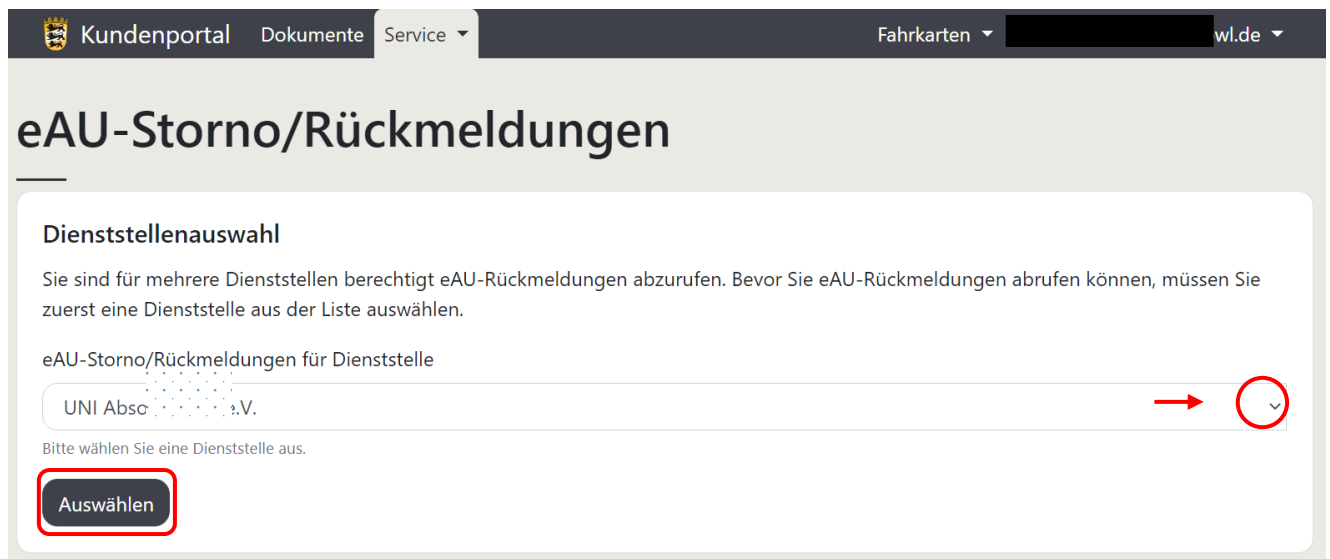 Kundenportal Dokumente Service Fahrkarten wl.de
eAU-Storno/Rückmeldungen
Dienststellenauswahl
Sie sind für mehrere Dienststellen berechtigt eAU-Rückmeldungen abzurufen. Bevor Sie eAU-Rückmeldungen abrufen können, müssen Sie
zuerst eine Dienststelle aus der Liste auswählen.
eAU-Storno/Rückmeldungen für Dienststelle
UNI Abso e.V.
Bitte wählen Sie eine Dienststelle aus.
Auswählen